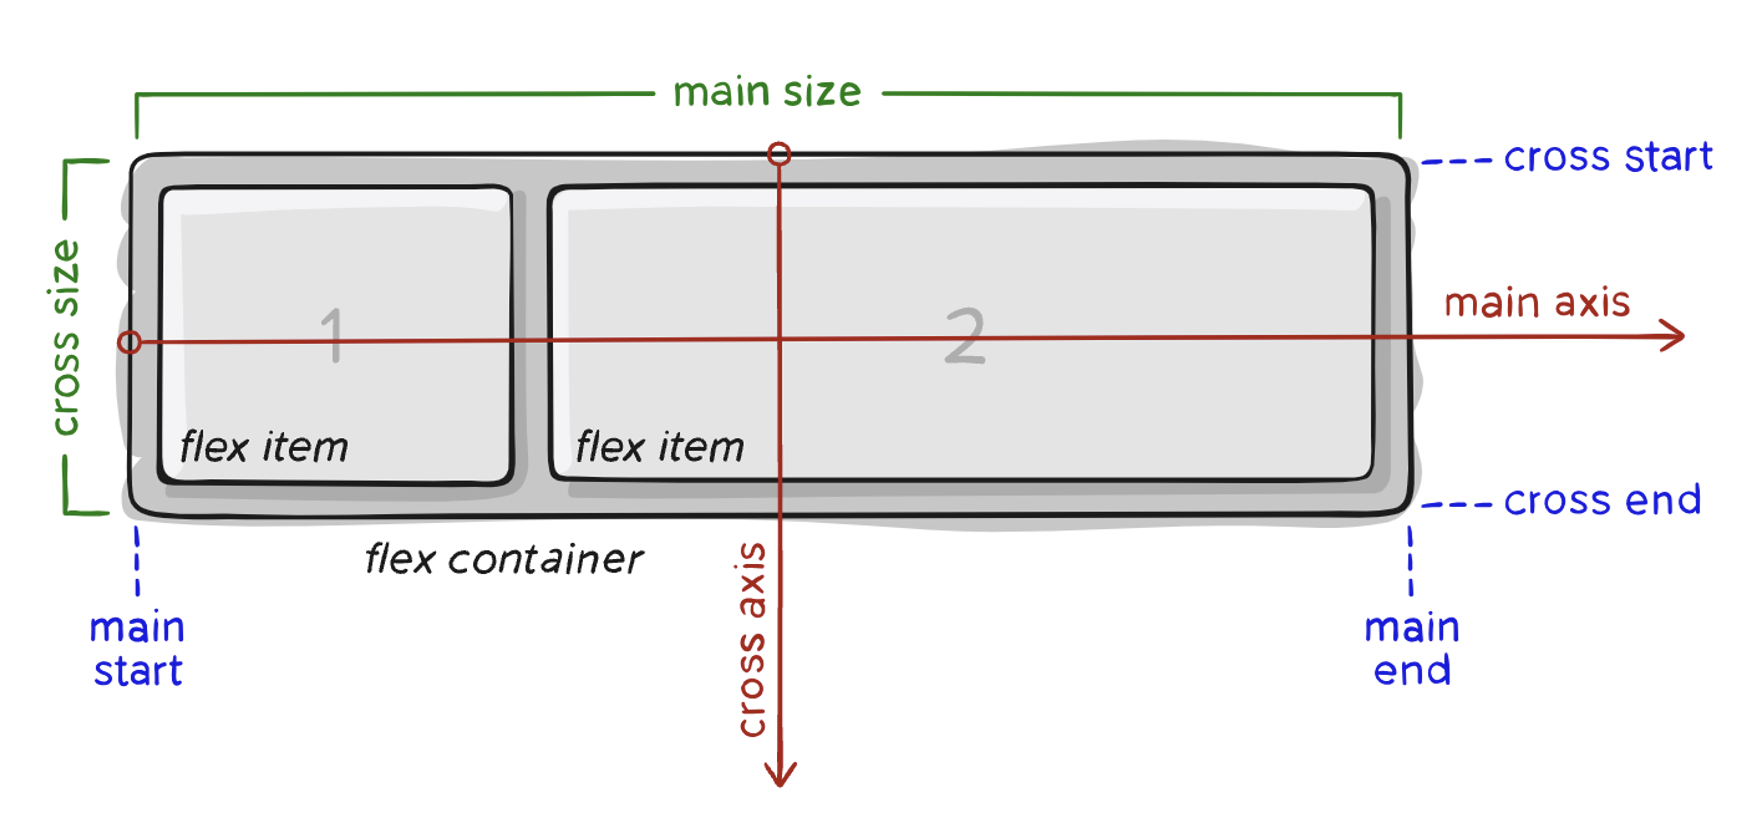 main size
cross start
cross size
main axis
1
2
flex item
flex item
cross end
flex container
cross axis
main
start
main
end